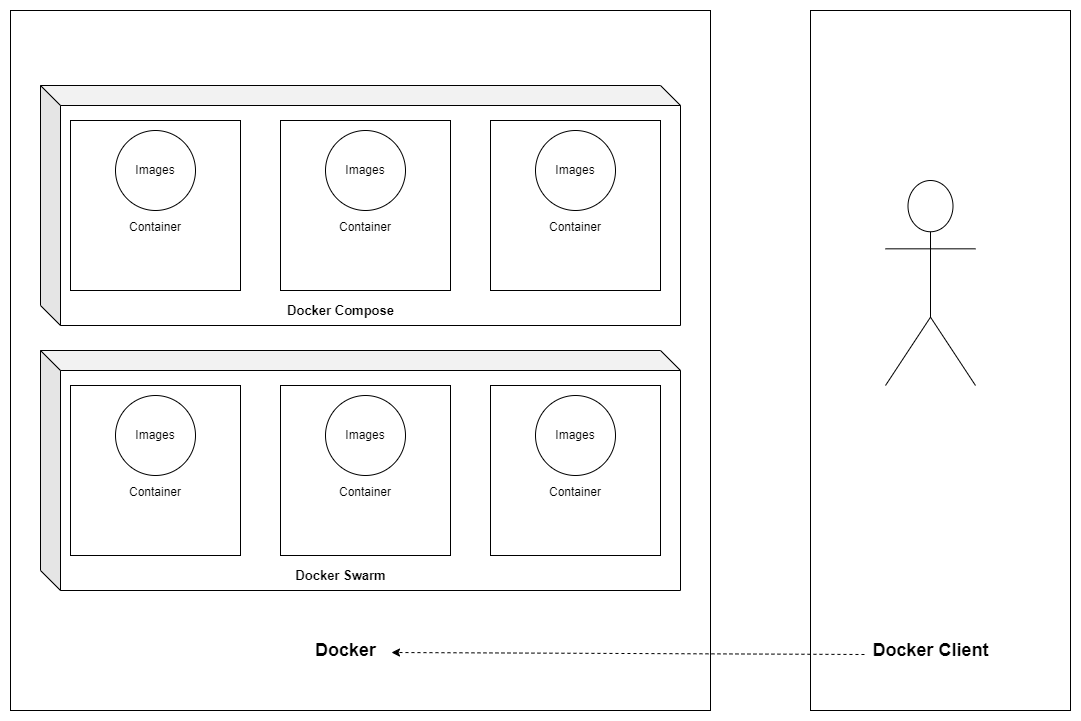 Images
Images
Images
Container
Container
Container
Docker Compose
Images
Images
Images
Container
Container
Container
Docker Swarm
Docker
Docker Client